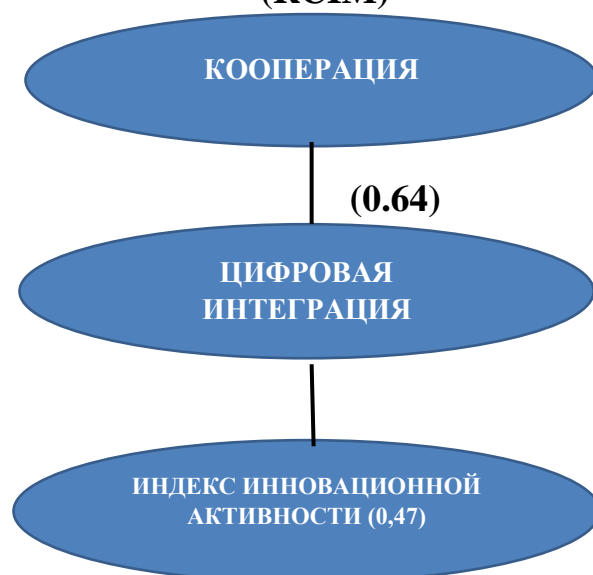 КООПЕРАЦИЯ
(0.64)
ЦИФРОВАЯ
ИНТЕГРАЦИЯ
ИНДЕКС ИННОВАЦИОННОЙ
АКТИВНОСТИ (0,47)